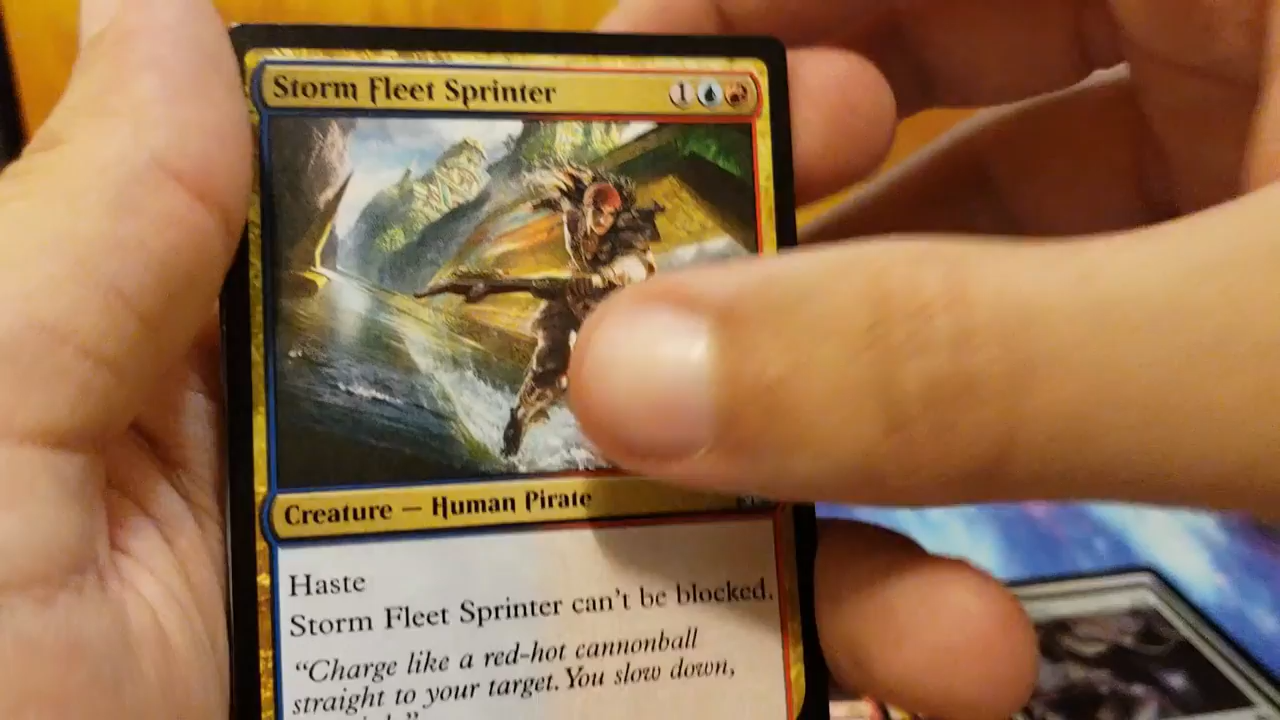 Storm Fleet Sprinter 1
Creature — Human Pirate
Haste
Storm Fleet Sprinter can't be blocked.
"Charge like a red-hot cannonball
straight to your target. You slow down,